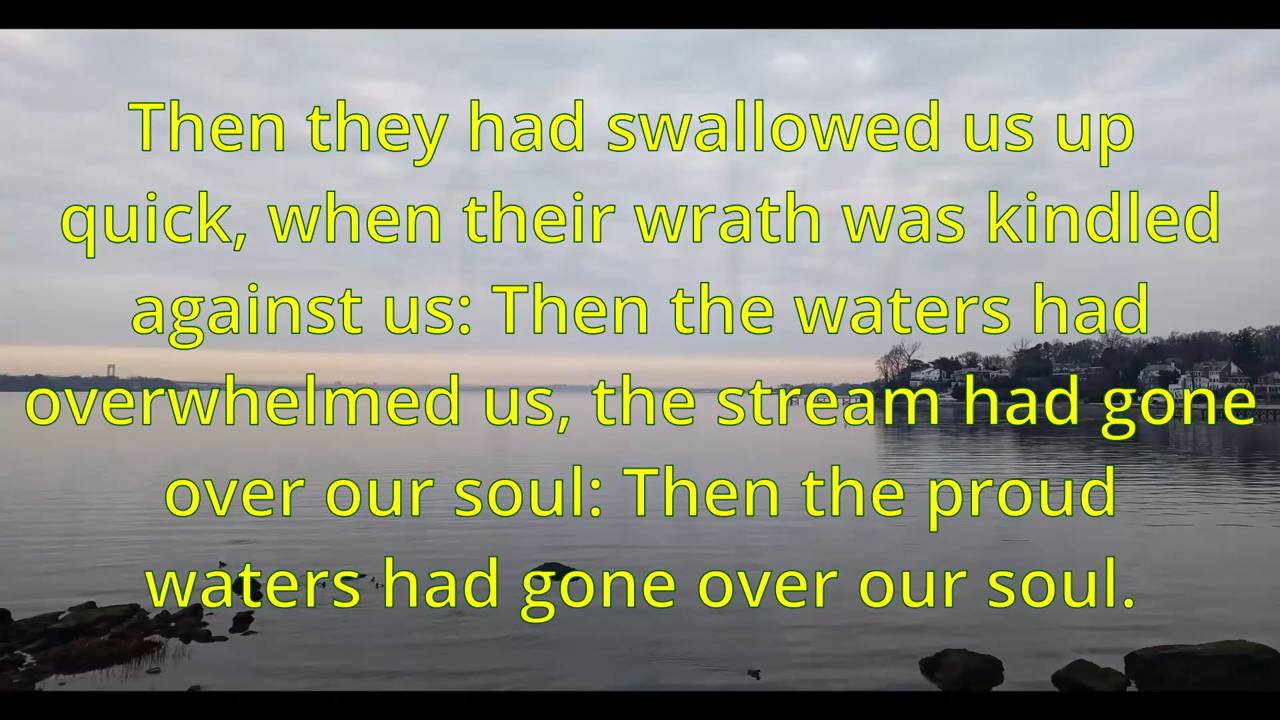 Then they had swallowed us up
quick, when their wrath was kindled
against us: Then the waters had
overwhelmed us, the stream had gone
over our soul: Then the proud
waters had gone over our soul.